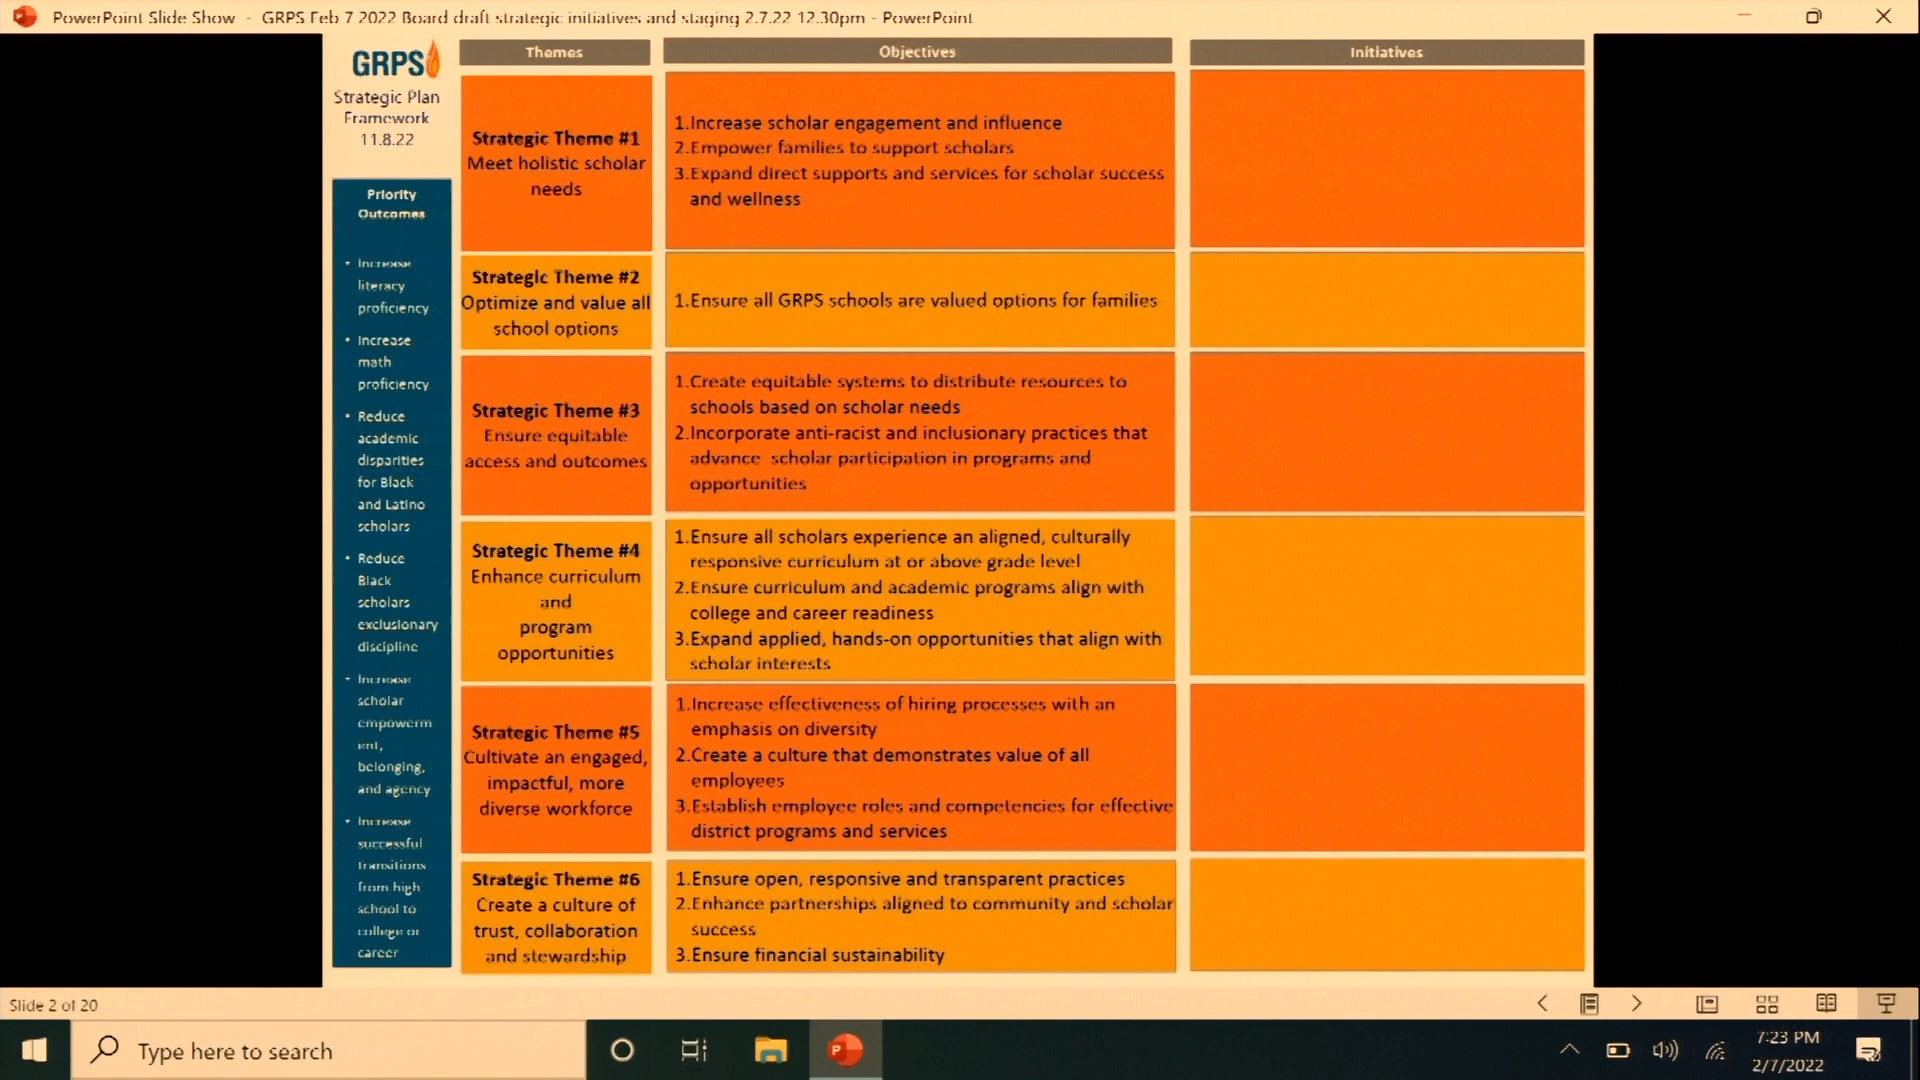 PowerPoint Slide Show - GRPS Feb 7 2022 Board draft strategic initiatives and staging 2.7.22 12.30pm - PowerPoint
GRPS
Strategic Plan
Framework
11.8.22
Priority
Outcomes
• Increase
literacy
proficiency
• Increase
math
proficiency
• Reduce
academic
disparities
for Black
and Latino
scholars
• Reduce
Black
scholars
exclusionary
discipline
• Increase
scholar
empowerm
ent,
belonging,
and agency
• Increase
successful
transitions
from high
school to
college or
career
Themes
Objectives
Initiatives
Strategic Theme #1
Meet holistic scholar
needs
1.Increase scholar engagement and influence
2.Empower families to support scholars
3.Expand direct supports and services for scholar success
and wellness
Strategic Theme #2
Optimize and value all
school options
1.Ensure all GRPS schools are valued options for families
Strategic Theme #3
Ensure equitable
access and outcomes
1.Create equitable systems to distribute resources to
schools based on scholar needs
2.Incorporate anti-racist and inclusionary practices that
advance scholar participation in programs and
opportunities
Strategic Theme #4
Enhance curriculum
and
program
opportunities
1.Ensure all scholars experience an aligned, culturally
responsive curriculum at or above grade level
2.Ensure curriculum and academic programs align with
college and career readiness
3.Expand applied, hands-on opportunities that align with
scholar interests
Strategic Theme #5
Cultivate an engaged,
impactful, more
diverse workforce
1.Increase effectiveness of hiring processes with an
emphasis on diversity
2.Create a culture that demonstrates value of all
employees
3.Establish employee roles and competencies for effective
district programs and services
Strategic Theme #6
Create a culture of
trust, collaboration
and stewardship
1.Ensure open, responsive and transparent practices
2.Enhance partnerships aligned to community and scholar
success
3.Ensure financial sustainability
Slide 2 of 20
Type here to search
7:23 PM
2/7/2022